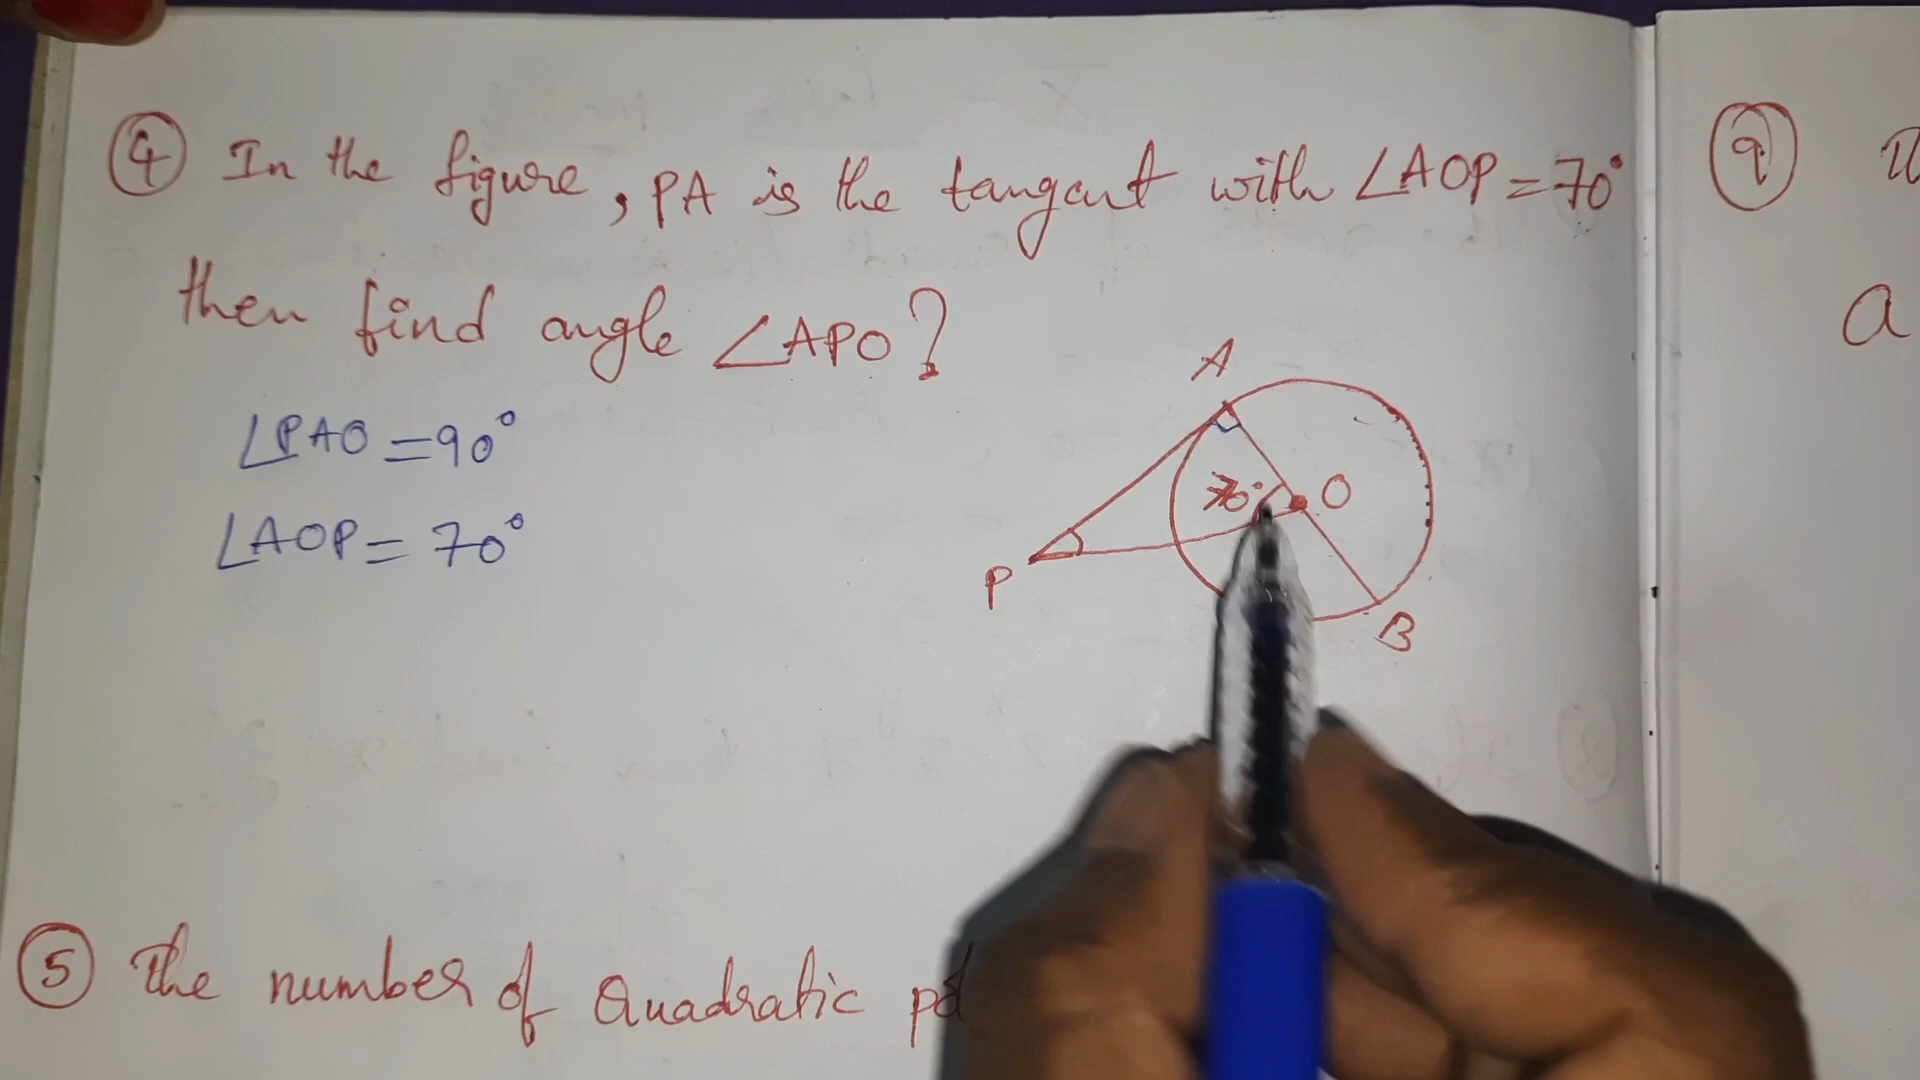 ④ In the figure, PA is the tangent with ∠AOP = 70°
then find angle ∠APO?
∠PAO = 90°
∠AOP = 70°
A
70°
O
P
B
⑤ The number of Quadratic
⑨
a